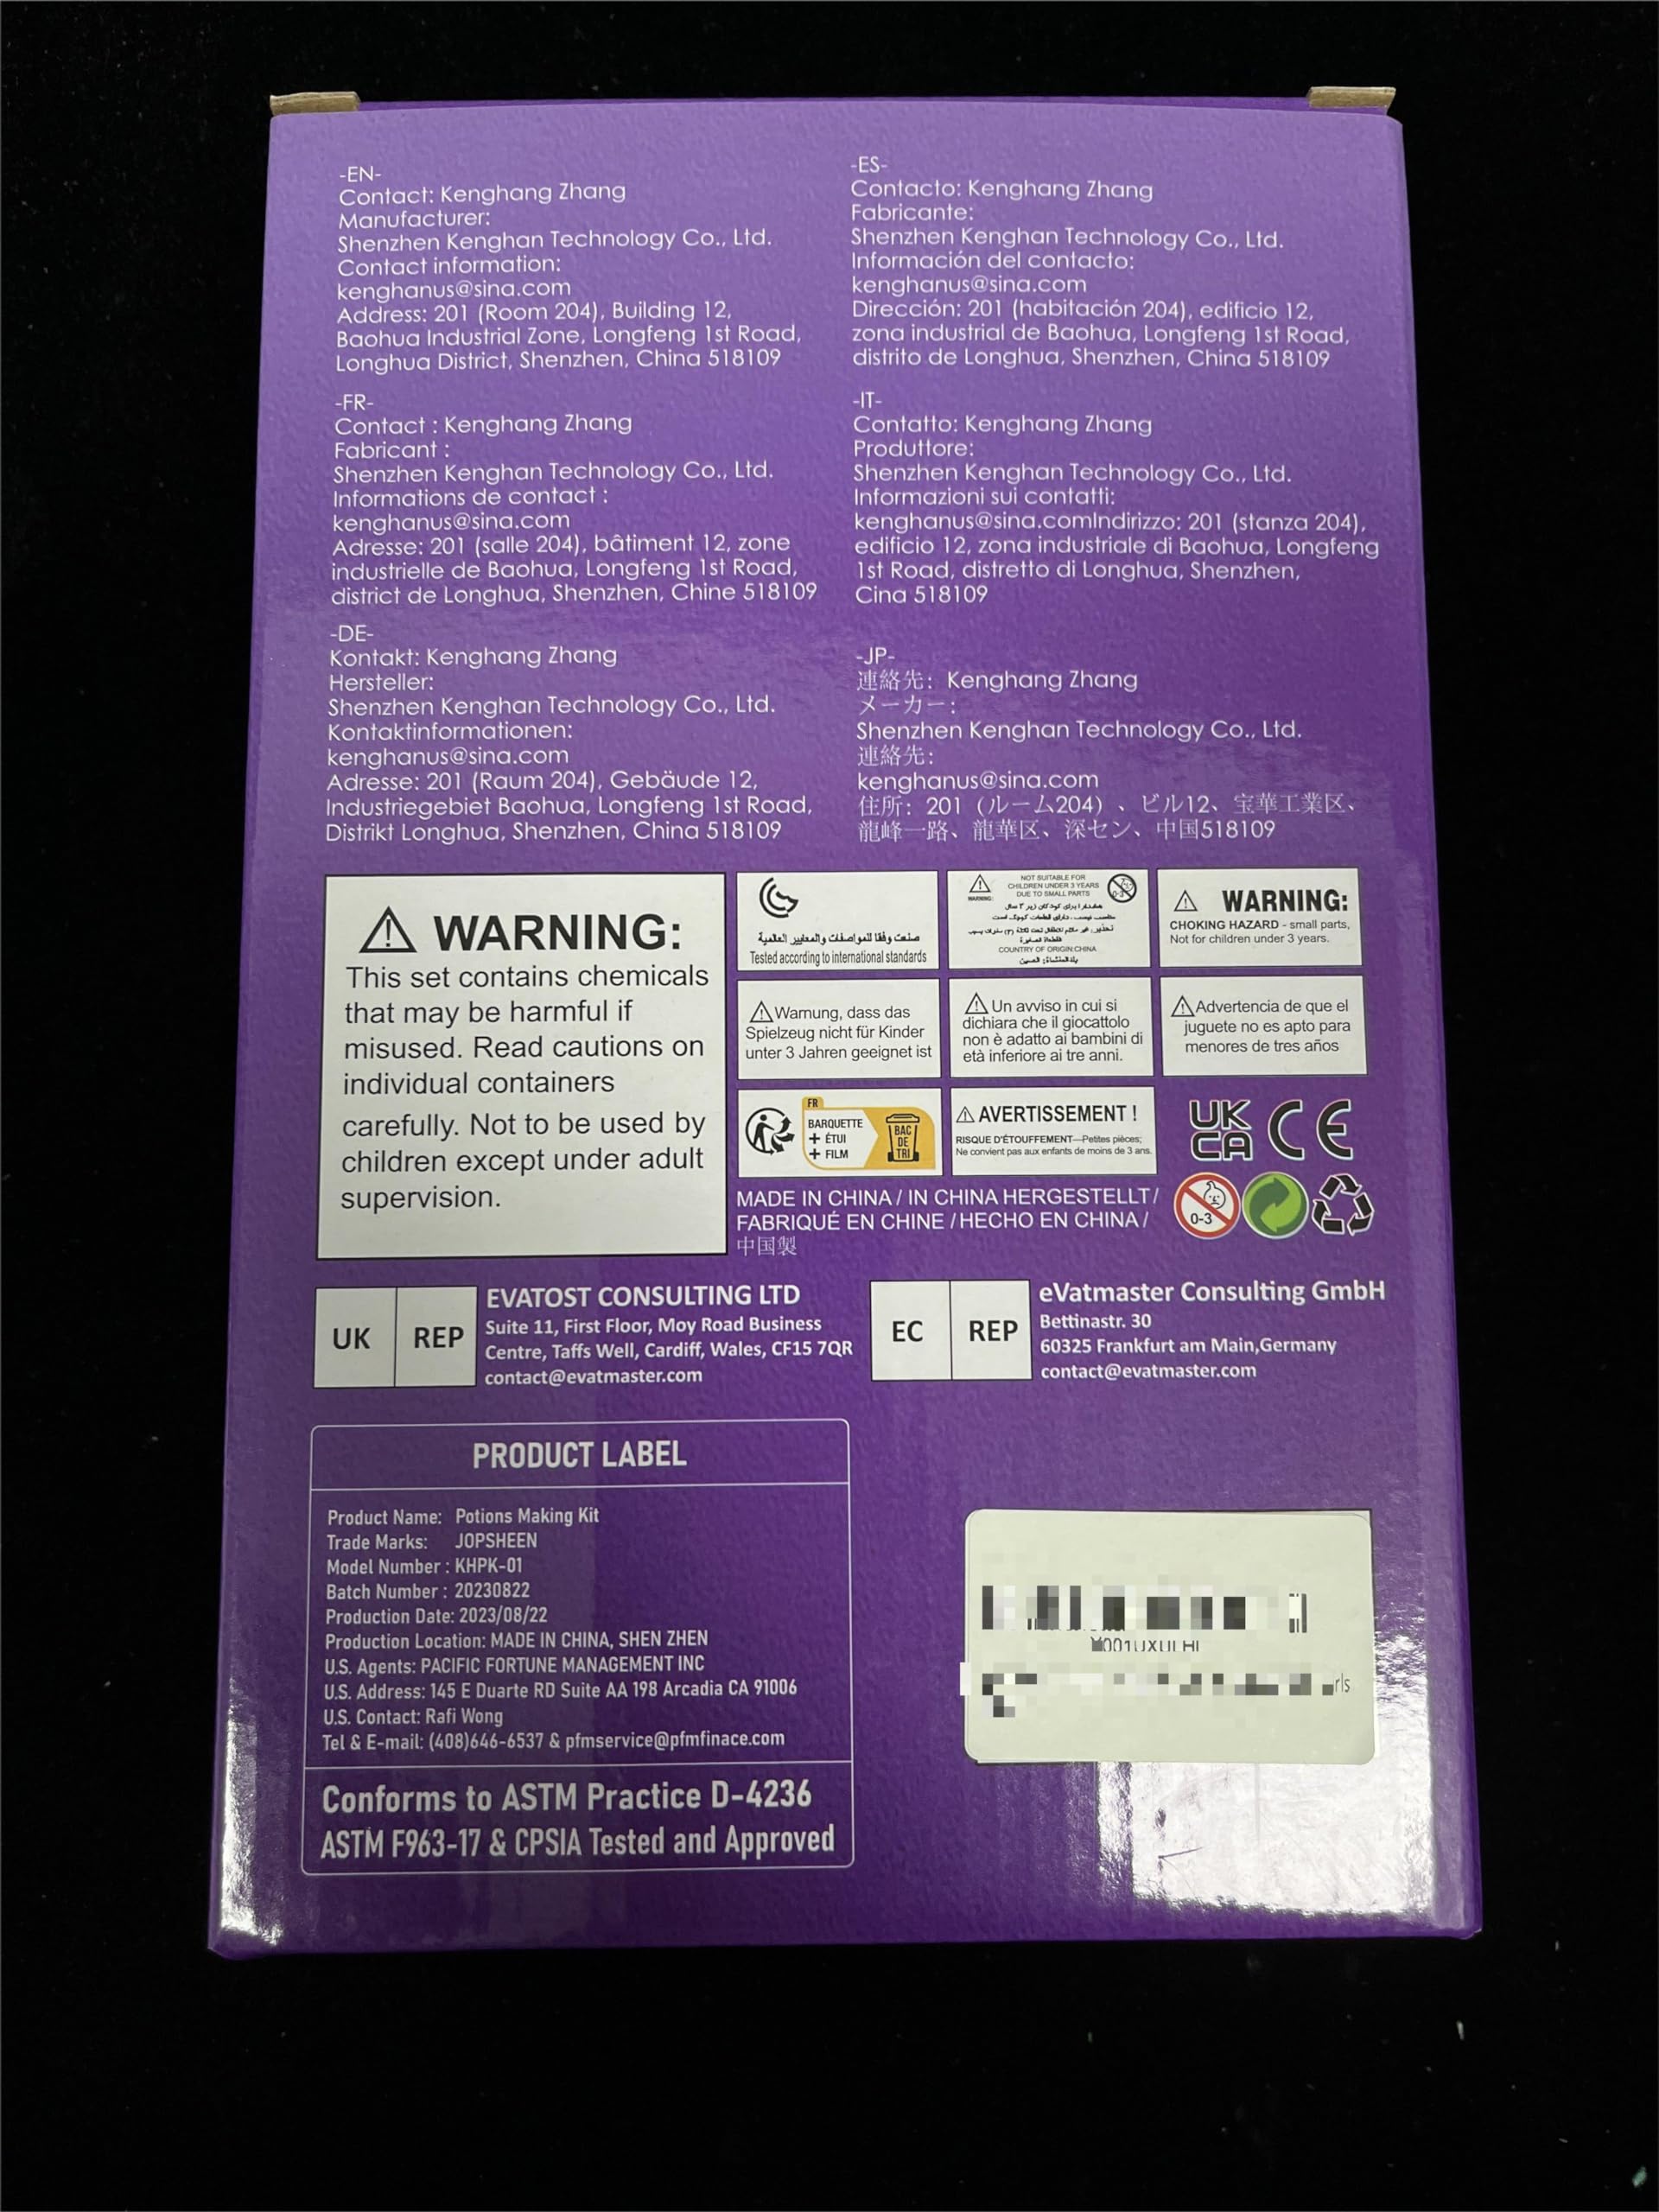 -EN-
Contact: Kenghang Zhang
Manufacturer:
Shenzhen Kenghan Technology Co., Ltd.
Contact information:
kenghanus@sina.com
Address: 201 (Room 204), Building 12,
Baohua Industrial Zone, Longfeng 1st Road,
Longhua District, Shenzhen, China 518109
-ES-
Contacto: Kenghang Zhang
Fabricante:
Shenzhen Kenghan Technology Co., Ltd.
Información del contacto:
kenghanus@sina.com
Dirección: 201 (habitación 204), edificio 12,
zona industrial de Baohua, Longfeng 1st Road,
distrito de Longhua, Shenzhen, China 518109
-FR-
Contact : Kenghang Zhang
Fabricant :
Shenzhen Kenghan Technology Co., Ltd.
Informations de contact :
kenghanus@sina.com
Adresse: 201 (salle 204), bâtiment 12, zone
industrielle de Baohua, Longfeng 1st Road,
district de Longhua, Shenzhen, Chine 518109
-IT-
Contatto: Kenghang Zhang
Produttore:
Shenzhen Kenghan Technology Co., Ltd.
Informazioni sui contatti:
kenghanus@sina.comIndirizzo: 201 (stanza 204),
edificio 12, zona industriale di Baohua, Longfeng
1st Road, distretto di Longhua, Shenzhen,
Cina 518109
-DE-
Kontakt: Kenghang Zhang
Hersteller:
Shenzhen Kenghan Technology Co., Ltd.
Kontaktinformationen:
kenghanus@sina.com
Adresse: 201 (Raum 204), Gebäude 12,
Industriegebiet Baohua, Longfeng 1st Road,
Distrikt Longhua, Shenzhen, China 518109
-JP-
連絡先: Kenghang Zhang
メーカー:
Shenzhen Kenghan Technology Co., Ltd.
連絡先:
kenghanus@sina.com
住所: 201 (ルーム204) 、ビル12、宝華工業区、
龍峰一路、龍華区、深セン、中国518109
WARNING:
This set contains chemicals
that may be harmful if
misused. Read cautions on
individual containers
carefully. Not to be used by
children except under adult
supervision.
صنعت وفقا للمواصفات والمعايير العالمية
Tested according to international standards
NOT SUITABLE FOR
CHILDREN UNDER 3 YEARS
DUE TO SMALL PARTS
WARNING:
0-3
هشدار ! برای کودکان زیر ٣ سال
مناسب نیست ، دارای قطعات کوچک است
COUNTRY OF ORIGIN:CHINA
بلد المنشأ: الصين
WARNING:
CHOKING HAZARD - small parts,
Not for children under 3 years.
Warnung, dass das
Spielzeug nicht für Kinder
unter 3 Jahren geeignet ist
Un avviso in cui si
dichiara che il giocattolo
non è adatto ai bambini di
età inferiore ai tre anni.
Advertencia de que el
juguete no es apto para
menores de tres años
FR
BARQUETTE
+ ÉTUI
+ FILM
BAC
DE
TRI
AVERTISSEMENT !
RISQUE D'ÉTOUFFEMENT—Petites pièces;
Ne convient pas aux enfants de moins de 3 ans.
UK
CA
CE
MADE IN CHINA / IN CHINA HERGESTELLT/
FABRIQUÉ EN CHINE / HECHO EN CHINA /
中国製
0-3
UK REP
EVATOST CONSULTING LTD
Suite 11, First Floor, Moy Road Business
Centre, Taffs Well, Cardiff, Wales, CF15 7QR
contact@evatmaster.com
EC REP
eVatmaster Consulting GmbH
Bettinastr. 30
60325 Frankfurt am Main,Germany
contact@evatmaster.com
PRODUCT LABEL
Product Name: Potions Making Kit
Trade Marks: JOPSHEEN
Model Number : KHPK-01
Batch Number : 20230822
Production Date: 2023/08/22
Production Location: MADE IN CHINA, SHEN ZHEN
U.S. Agents: PACIFIC FORTUNE MANAGEMENT INC
U.S. Address: 145 E Duarte RD Suite AA 198 Arcadia CA 91006
U.S. Contact: Rafi Wong
Tel & E-mail: (408)646-6537 & pfmservice@pfmfinace.com
Conforms to ASTM Practice D-4236
ASTM F963-17 & CPSIA Tested and Approved